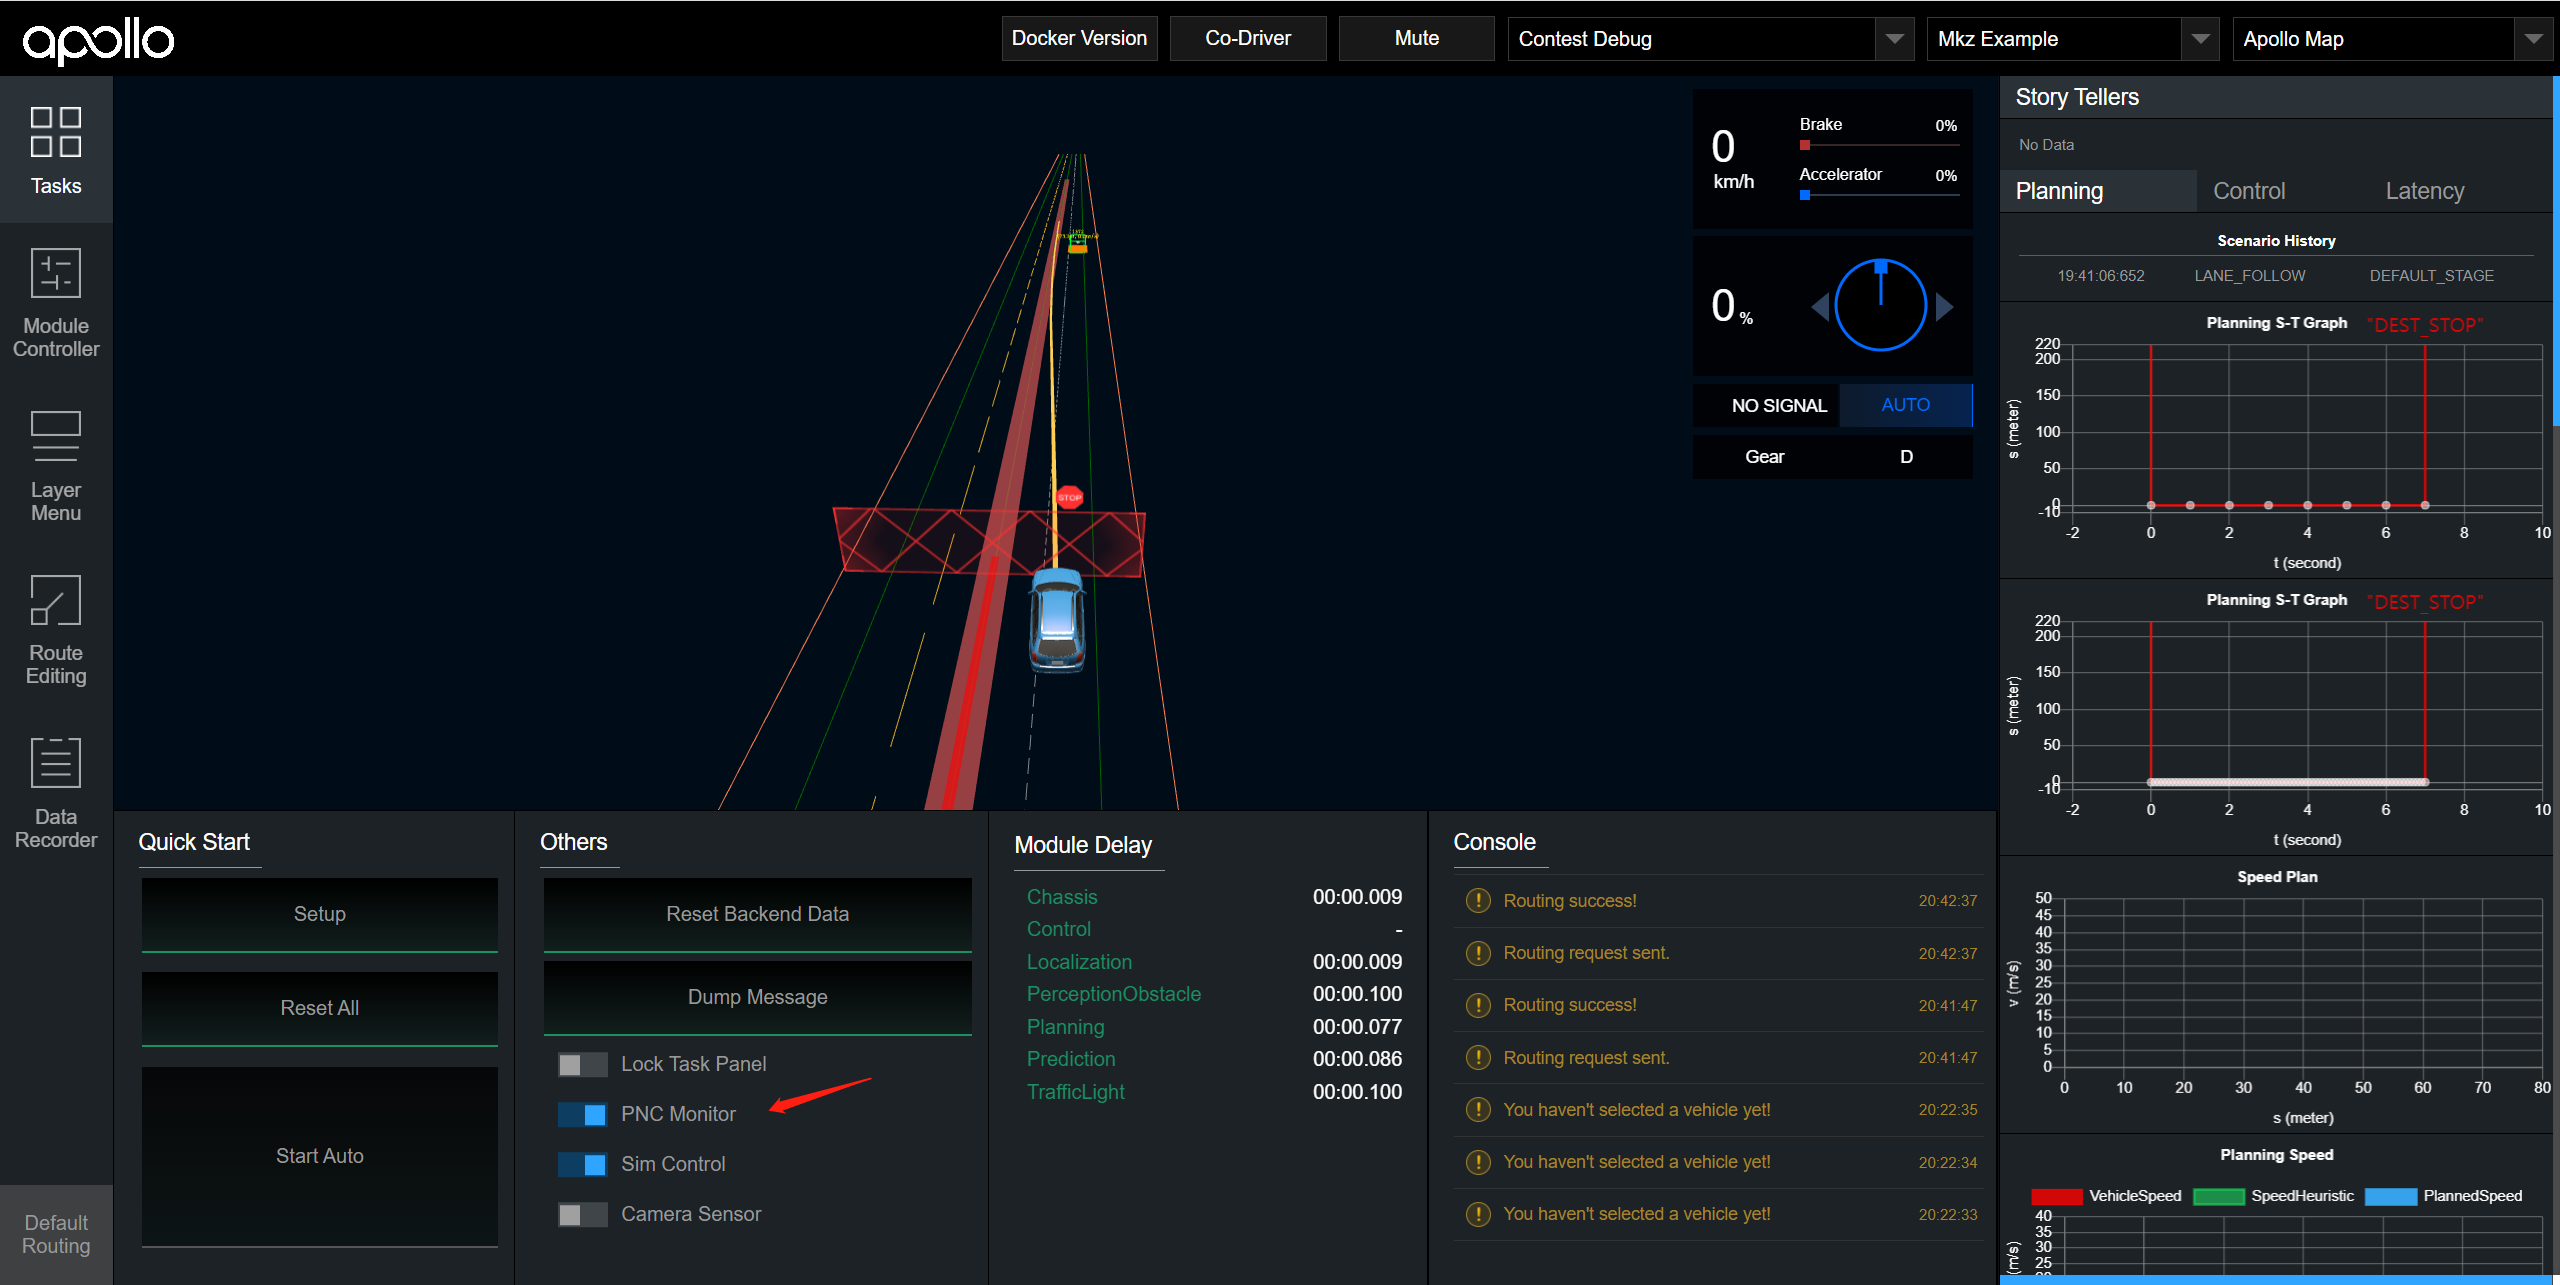 apollo
Docker Version
Co-Driver
Mute
Contest Debug
Mkz Example
Apollo Map
Tasks
Module
Controller
Layer
Menu
Route
Editing
Data
Recorder
Default
Routing
STOP
0
km/h
Brake 0%
Accelerator 0%
0 %
NO SIGNAL AUTO
Gear D
Story Tellers
No Data
Planning Control Latency
Scenario History
19:41:06:652 LANE_FOLLOW DEFAULT_STAGE
Planning S-T Graph "DEST_STOP"
220
200
150
100
50
0
-10
s (meter)
-2 0 2 4 6 8 10
t (second)
Planning S-T Graph "DEST_STOP"
220
200
150
100
50
0
-10
s (meter)
-2 0 2 4 6 8 10
t (second)
Speed Plan
50
45
40
35
30
25
20
15
10
5
0
v (m/s)
0 10 20 30 40 50 60 70 80
s (meter)
Planning Speed
VehicleSpeed SpeedHeuristic PlannedSpeed
40
35
30
25
(m/s)
Quick Start
Setup
Reset All
Start Auto
Others
Reset Backend Data
Dump Message
Lock Task Panel
PNC Monitor
Sim Control
Camera Sensor
Module Delay
Chassis 00:00.009
Control -
Localization 00:00.009
PerceptionObstacle 00:00.100
Planning 00:00.077
Prediction 00:00.086
TrafficLight 00:00.100
Console
Routing success! 20:42:37
Routing request sent. 20:42:37
Routing success! 20:41:47
Routing request sent. 20:41:47
You haven't selected a vehicle yet! 20:22:35
You haven't selected a vehicle yet! 20:22:34
You haven't selected a vehicle yet! 20:22:33